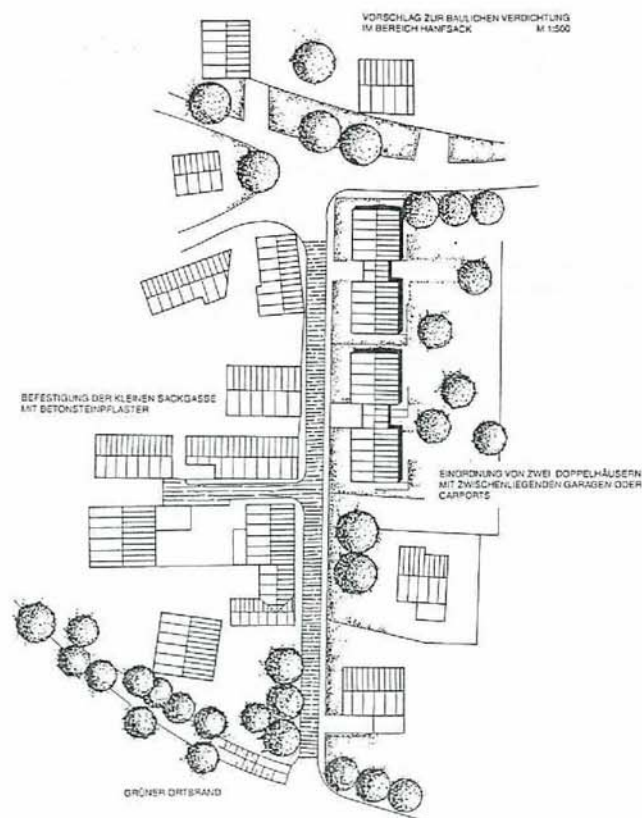 VORSCHLAG ZUR BAULICHEN VERDICHTUNG
IM BEREICH HANFSACK M 1:500
BEFESTIGUNG DER KLEINEN SACKGASSE
MIT BETONSTEINPFLASTER
EINORDNUNG VON ZWEI DOPPELHÄUSERN
MIT ZWISCHENLIEGENDEN GARAGEN ODER
CARPORTS
GRÜNER ORTSRAND